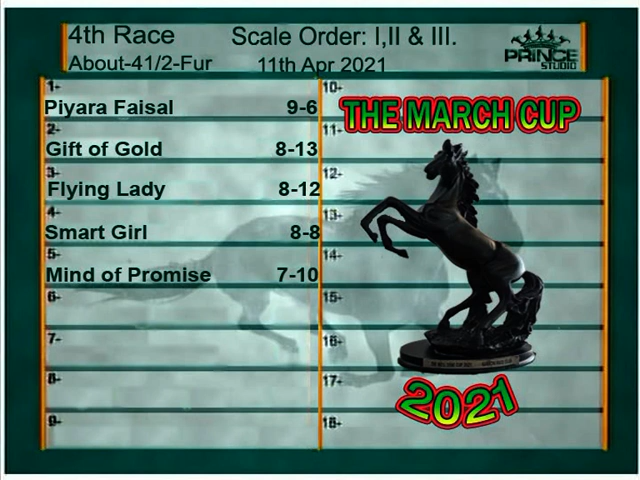 4th Race
Scale Order: I,II & III.
About-41/2-Fur
11th Apr 2021
PRINCE
STUDIO
1-
Piyara Faisal 9-6
2-
Gift of Gold 8-13
3-
Flying Lady 8-12
4-
Smart Girl 8-8
5-
Mind of Promise 7-10
6-
7-
8-
9-
10-
THE MARCH CUP
11-
12-
13-
14-
15-
16-
17-
2021
18-